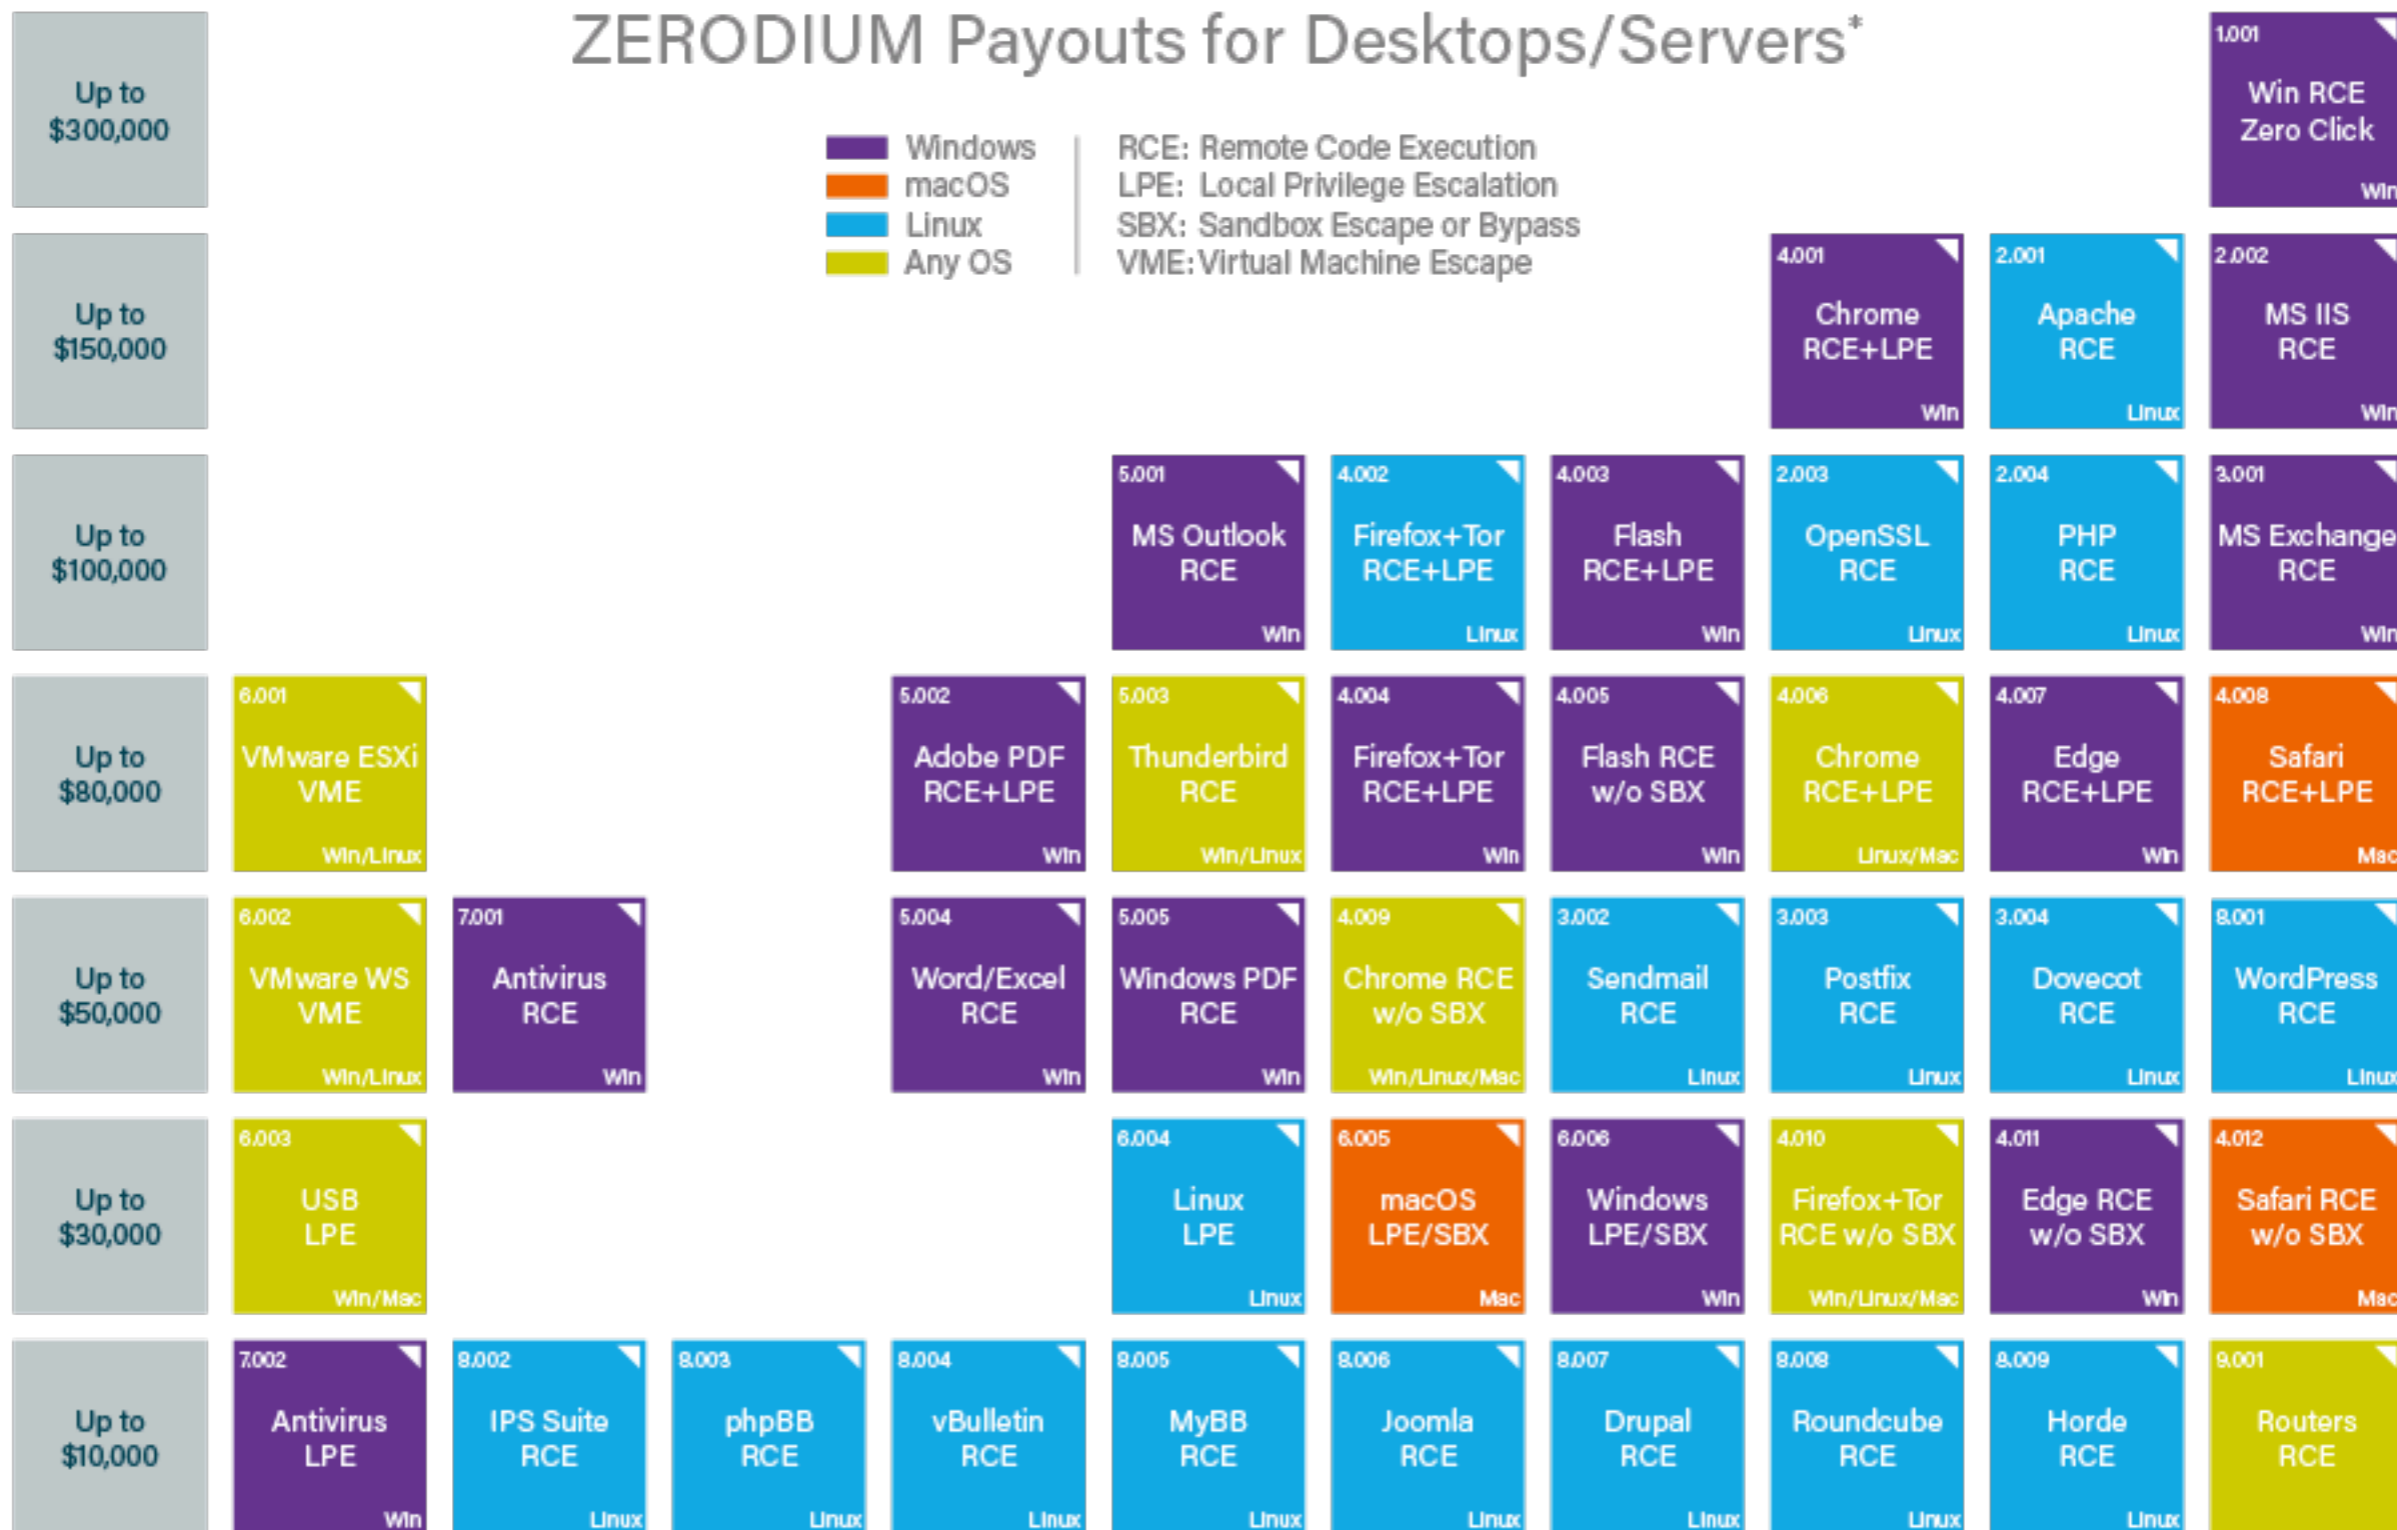 ZERODIUM Payouts for Desktops/Servers*
Windows
macOS
Linux
Any OS
RCE: Remote Code Execution
LPE: Local Privilege Escalation
SBX: Sandbox Escape or Bypass
VME: Virtual Machine Escape
Up to
$300,000
1.001
Win RCE
Zero Click
Win
Up to
$150,000
4.001
Chrome
RCE+LPE
Win
2.001
Apache
RCE
Linux
2.002
MS IIS
RCE
Win
Up to
$100,000
5.001
MS Outlook
RCE
Win
4.002
Firefox+Tor
RCE+LPE
Linux
4.003
Flash
RCE+LPE
Win
2.003
OpenSSL
RCE
Linux
2.004
PHP
RCE
Linux
3.001
MS Exchange
RCE
Win
Up to
$80,000
6.001
VMware ESXi
VME
Win/Linux
5.002
Adobe PDF
RCE+LPE
Win
5.003
Thunderbird
RCE
Win/Linux
4.004
Firefox+Tor
RCE+LPE
Win
4.005
Flash RCE
w/o SBX
Win
4.006
Chrome
RCE+LPE
Linux/Mac
4.007
Edge
RCE+LPE
Win
4.008
Safari
RCE+LPE
Mac
Up to
$50,000
6.002
VMware WS
VME
Win/Linux
7.001
Antivirus
RCE
Win
5.004
Word/Excel
RCE
Win
5.005
Windows PDF
RCE
Win
4.009
Chrome RCE
w/o SBX
Win/Linux/Mac
3.002
Sendmail
RCE
Linux
3.003
Postfix
RCE
Linux
3.004
Dovecot
RCE
Linux
8.001
WordPress
RCE
Linux
Up to
$30,000
6.003
USB
LPE
Win/Mac
6.004
Linux
LPE
Linux
6.005
macOS
LPE/SBX
Mac
6.006
Windows
LPE/SBX
Win
4.010
Firefox+Tor
RCE w/o SBX
Win/Linux/Mac
4.011
Edge RCE
w/o SBX
Win
4.012
Safari RCE
w/o SBX
Mac
Up to
$10,000
7.002
Antivirus
LPE
Win
8.002
IPS Suite
RCE
Linux
8.003
phpBB
RCE
Linux
8.004
vBulletin
RCE
Linux
8.005
MyBB
RCE
Linux
8.006
Joomla
RCE
Linux
8.007
Drupal
RCE
Linux
8.008
Roundcube
RCE
Linux
8.009
Horde
RCE
Linux
9.001
Routers
RCE